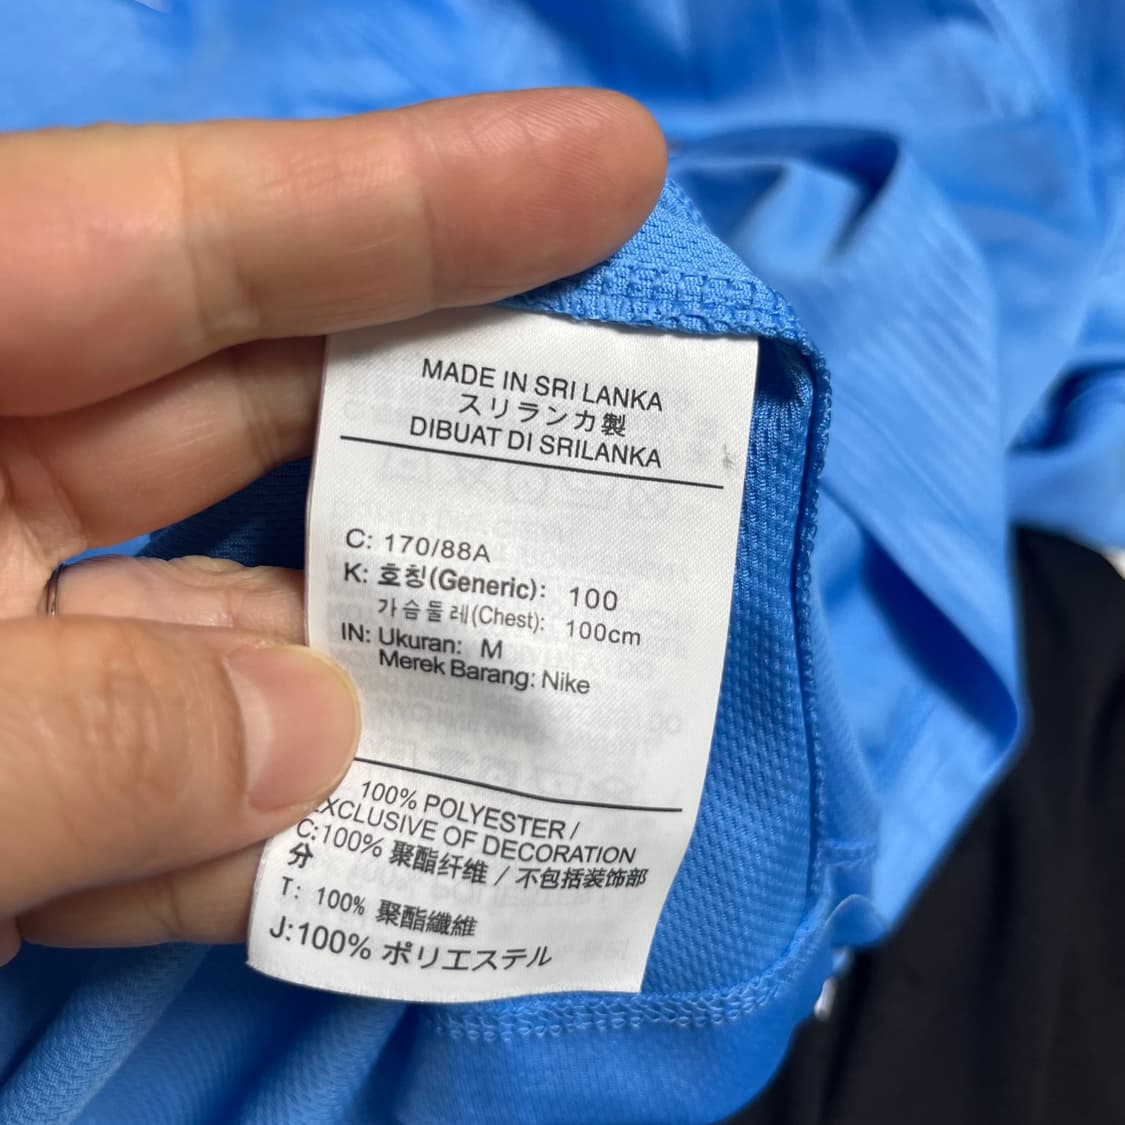 MADE IN SRI LANKA
スリランカ製
DIBUAT DI SRILANKA
C: 170/88A
K: 호칭(Generic): 100
가슴둘레(Chest): 100cm
IN: Ukuran: M
Merek Barang: Nike
100% POLYESTER /
EXCLUSIVE OF DECORATION
C:100% 聚酯纤维 / 不包括装饰部
分
T: 100% 聚酯纖維
J:100% ポリエステル